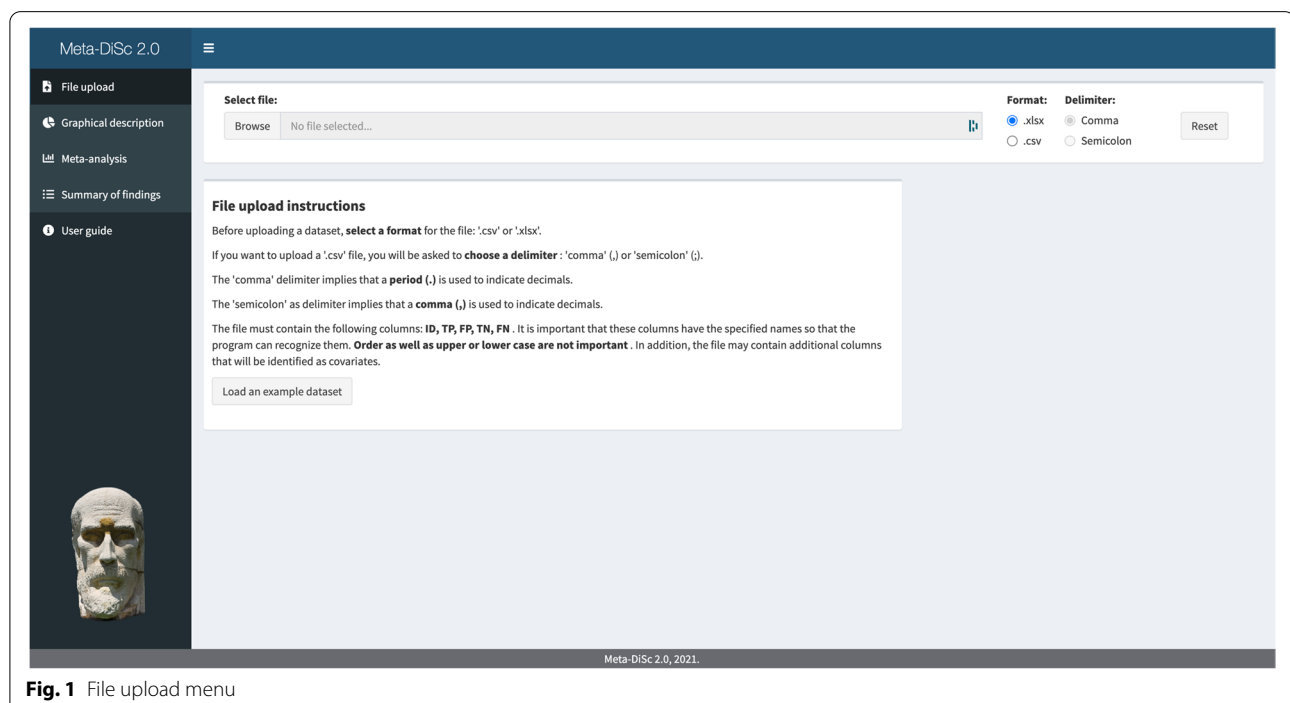 Meta-DiSc 2.0
File upload
Graphical description
Meta-analysis
Summary of findings
User guide
Select file:
Browse No file selected...
Format: Delimiter:
.xlsx Comma
.csv Semicolon
Reset
File upload instructions
Before uploading a dataset, select a format for the file: '.csv' or '.xlsx'.
If you want to upload a '.csv' file, you will be asked to choose a delimiter : 'comma' (,) or 'semicolon' (;).
The 'comma' delimiter implies that a period (.) is used to indicate decimals.
The 'semicolon' as delimiter implies that a comma (,) is used to indicate decimals.
The file must contain the following columns: ID, TP, FP, TN, FN . It is important that these columns have the specified names so that the
program can recognize them. Order as well as upper or lower case are not important . In addition, the file may contain additional columns
that will be identified as covariates.
Load an example dataset
Meta-DiSc 2.0, 2021.
Fig. 1 File upload menu